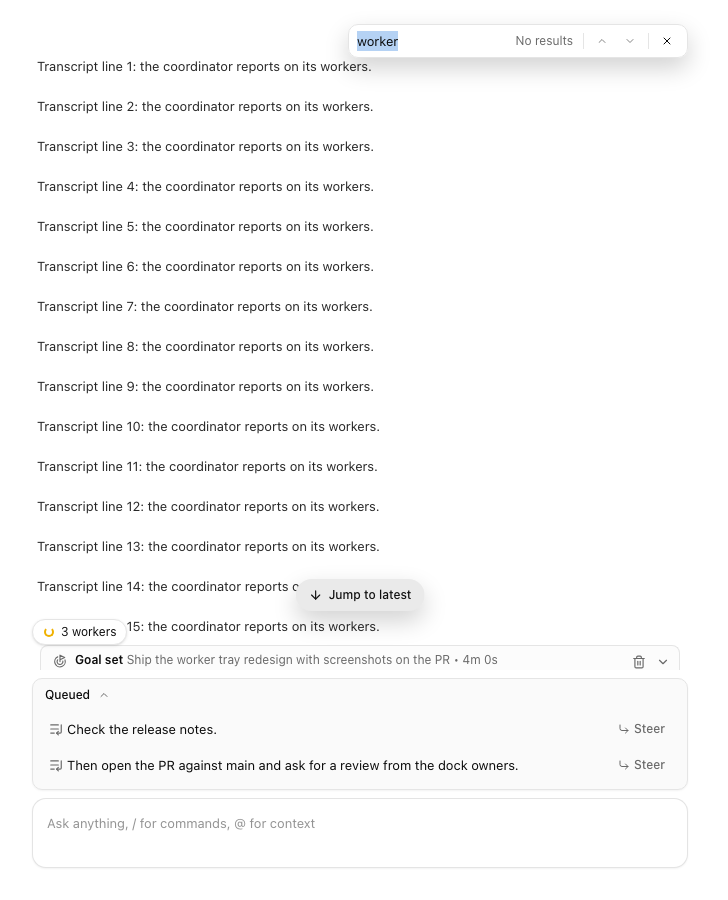 worker No results
Transcript line 1: the coordinator reports on its workers.
Transcript line 2: the coordinator reports on its workers.
Transcript line 3: the coordinator reports on its workers.
Transcript line 4: the coordinator reports on its workers.
Transcript line 5: the coordinator reports on its workers.
Transcript line 6: the coordinator reports on its workers.
Transcript line 7: the coordinator reports on its workers.
Transcript line 8: the coordinator reports on its workers.
Transcript line 9: the coordinator reports on its workers.
Transcript line 10: the coordinator reports on its workers.
Transcript line 11: the coordinator reports on its workers.
Transcript line 12: the coordinator reports on its workers.
Transcript line 13: the coordinator reports on its workers.
Transcript line 14: the coordinator reports
Jump to latest
3 workers
15: the coordinator reports on its workers.
Goal set Ship the worker tray redesign with screenshots on the PR • 4m 0s
Queued
Check the release notes. Steer
Then open the PR against main and ask for a review from the dock owners. Steer
Ask anything, / for commands, @ for context